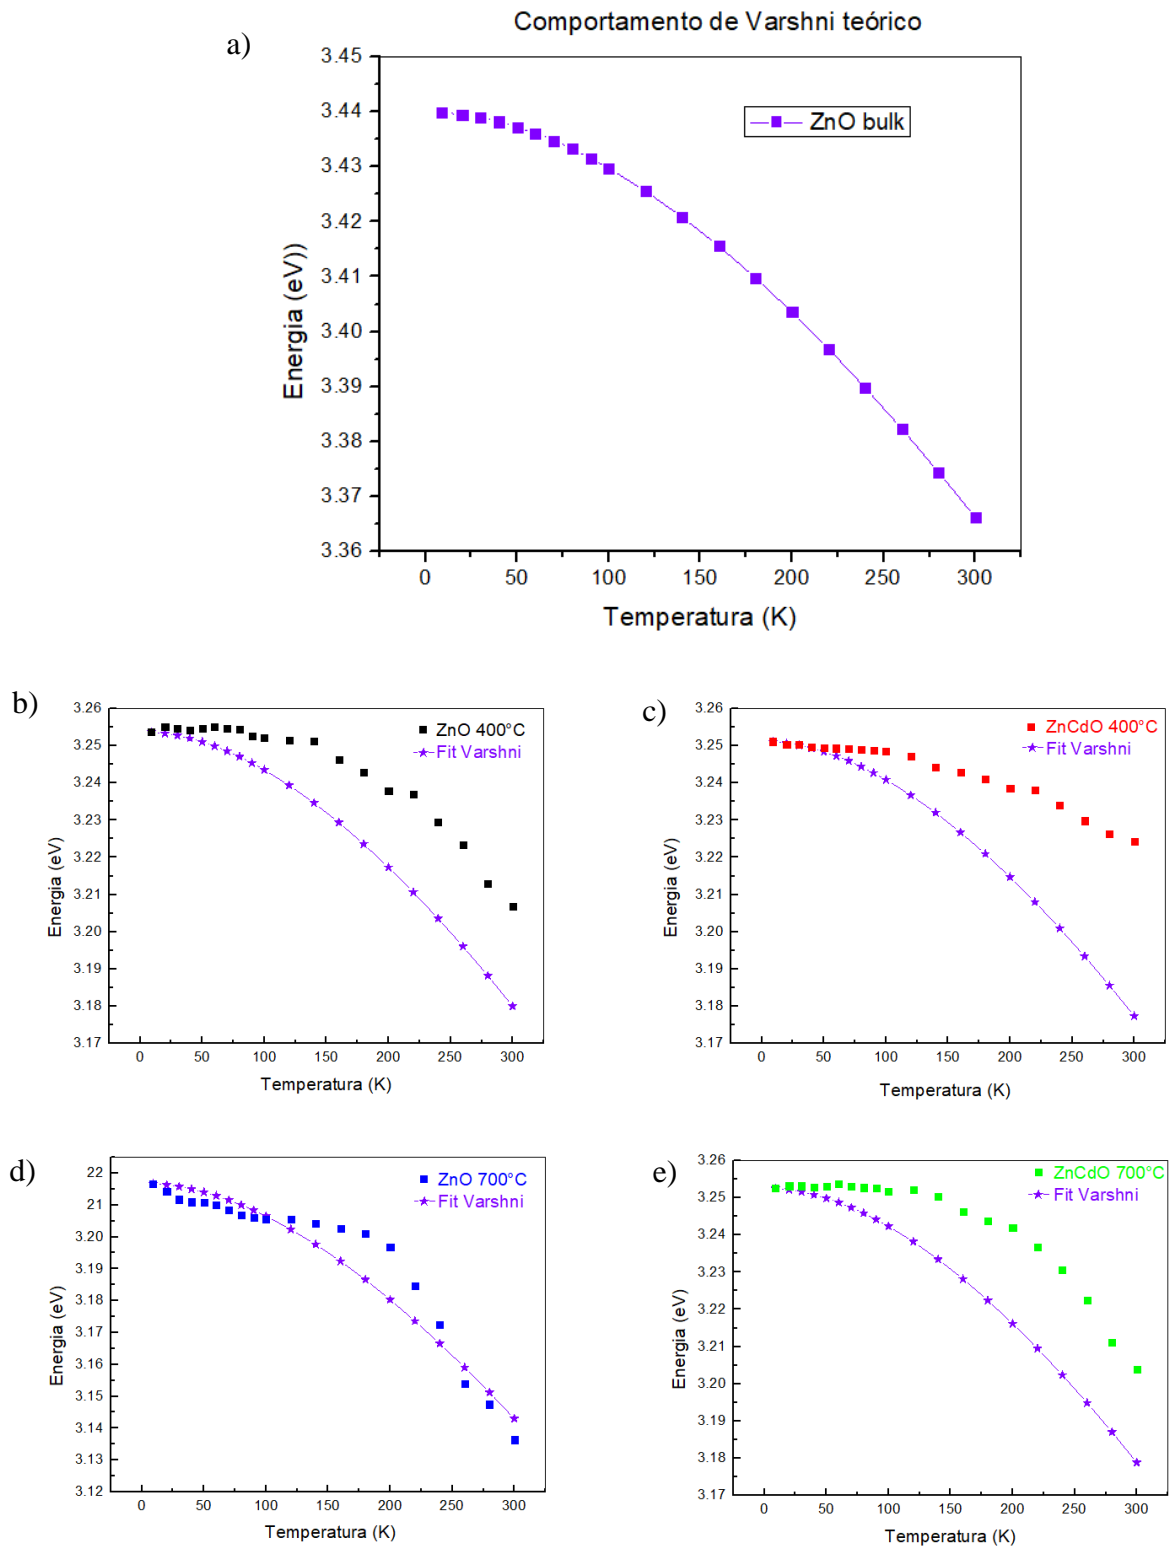 Comportamento de Varshni teórico
a)
3.45
3.44
3.43
3.42
3.41
3.40
3.39
3.38
3.37
3.36
Energia (eV))
ZnO bulk
0 50 100 150 200 250 300
Temperatura (K)
b)
3.26
3.25
3.24
3.23
3.22
3.21
3.20
3.19
3.18
3.17
Energia (eV)
ZnO 400°C
Fit Varshni
0 50 100 150 200 250 300
Temperatura (K)
c)
3.26
3.25
3.24
3.23
3.22
3.21
3.20
3.19
3.18
3.17
Energia (eV)
ZnCdO 400°C
Fit Varshni
0 50 100 150 200 250 300
Temperatura (K)
d)
22
21
3.20
3.19
3.18
3.17
3.16
3.15
3.14
3.13
3.12
Energia (eV)
ZnO 700°C
Fit Varshni
0 50 100 150 200 250 300
Temperatura (K)
e)
3.26
3.25
3.24
3.23
3.22
3.21
3.20
3.19
3.18
3.17
Energia (eV)
ZnCdO 700°C
Fit Varshni
0 50 100 150 200 250 300
Temperatura (K)